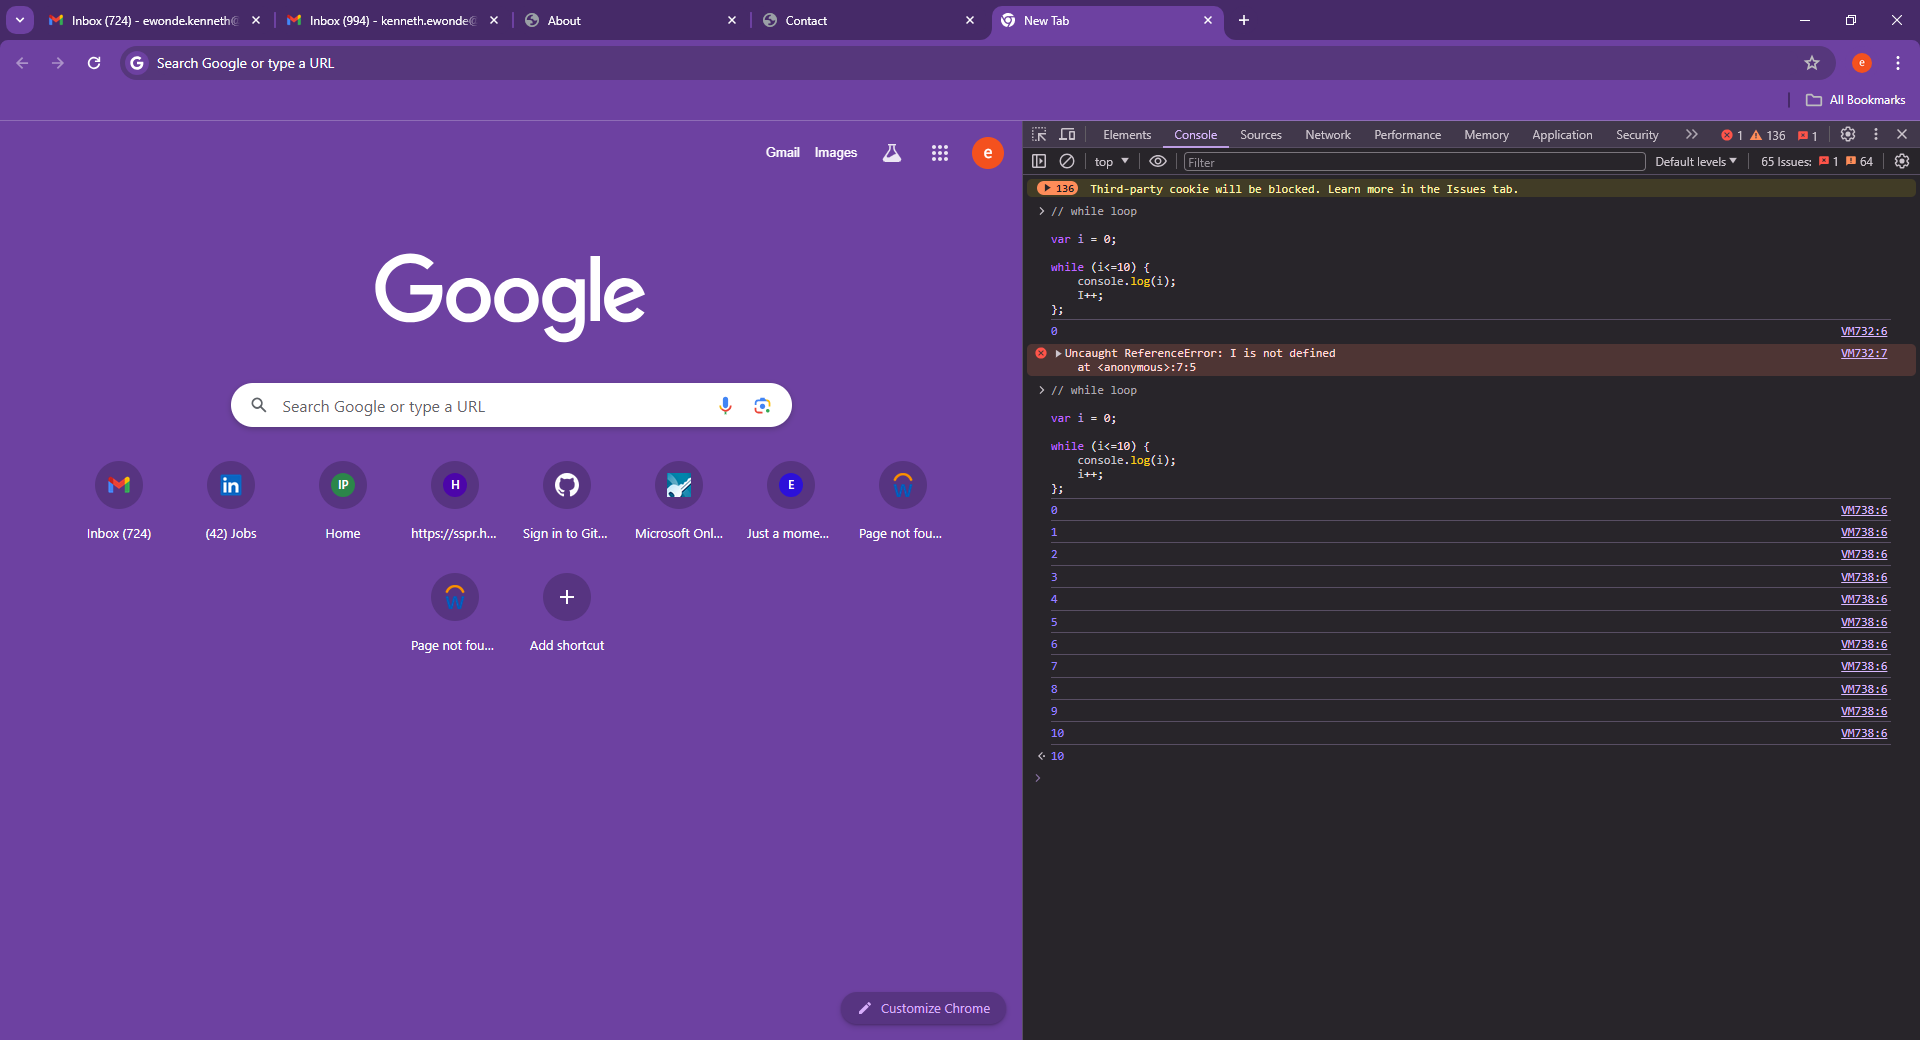 Inbox (724) - ewonde.kenneth@
Inbox (994) - kenneth.ewonde@
About
Contact
New Tab
Search Google or type a URL
e
All Bookmarks
Gmail
Images
e
Google
Search Google or type a URL
IP
H
E
Inbox (724)
(42) Jobs
Home
https://sspr.h...
Sign in to Git...
Microsoft Onl...
Just a mome...
Page not fou...
Page not fou...
Add shortcut
Customize Chrome
Elements
Console
Sources
Network
Performance
Memory
Application
Security
1
136
1
top
Filter
Default levels
65 Issues:
1
64
136 Third-party cookie will be blocked. Learn more in the Issues tab.
> // while loop
var i = 0;
while (i<=10) {
console.log(i);
I++;
};
0 VM732:6
Uncaught ReferenceError: I is not defined VM732:7
at <anonymous>:7:5
> // while loop
var i = 0;
while (i<=10) {
console.log(i);
i++;
};
0 VM738:6
1 VM738:6
2 VM738:6
3 VM738:6
4 VM738:6
5 VM738:6
6 VM738:6
7 VM738:6
8 VM738:6
9 VM738:6
10 VM738:6
10
>